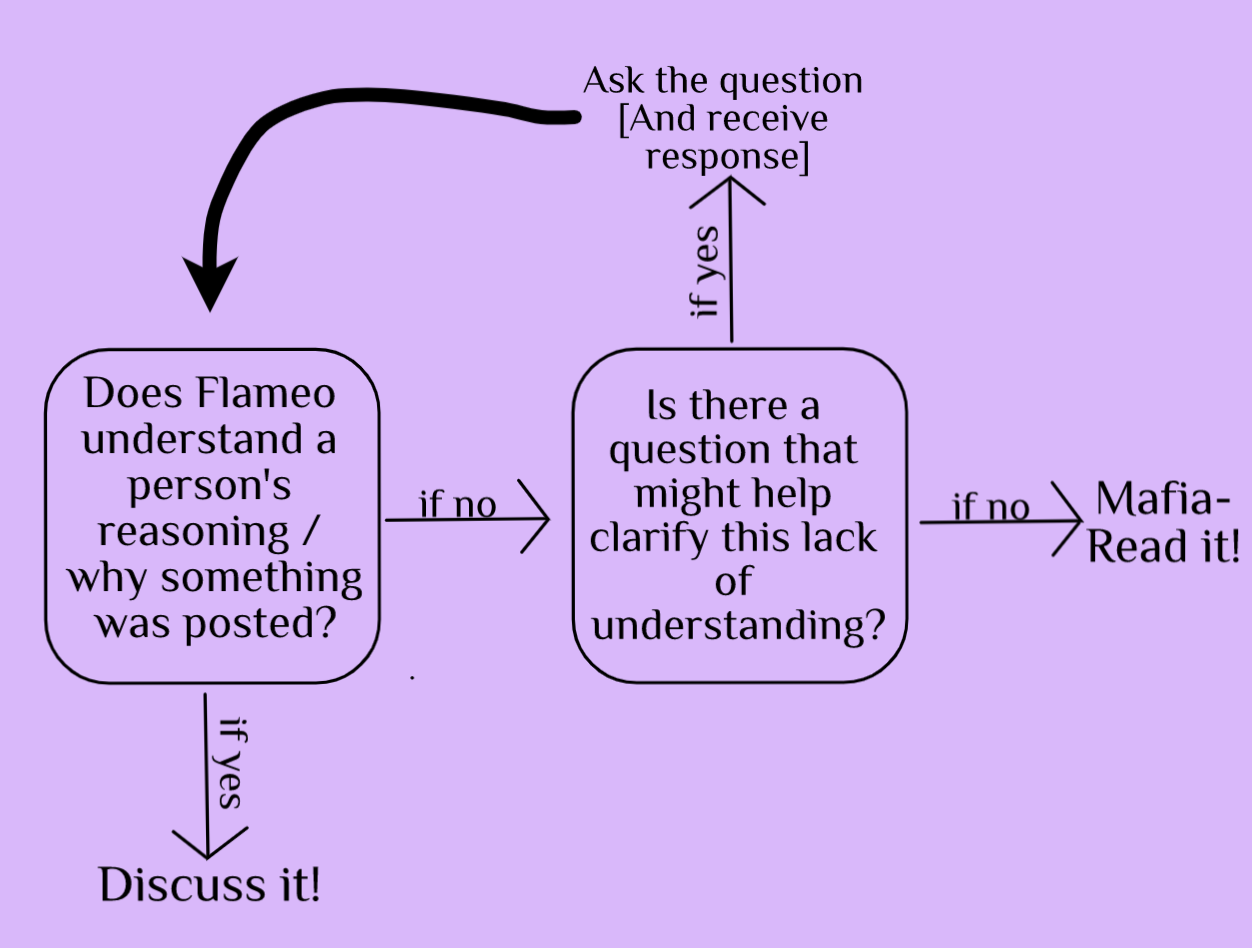 Ask the question
[And receive
response]
if yes
Does Flameo
understand a
person's
reasoning /
why something
was posted?
if no
Is there a
question that
might help
clarify this lack
of
understanding?
if no
Mafia-
Read it!
if yes
Discuss it!